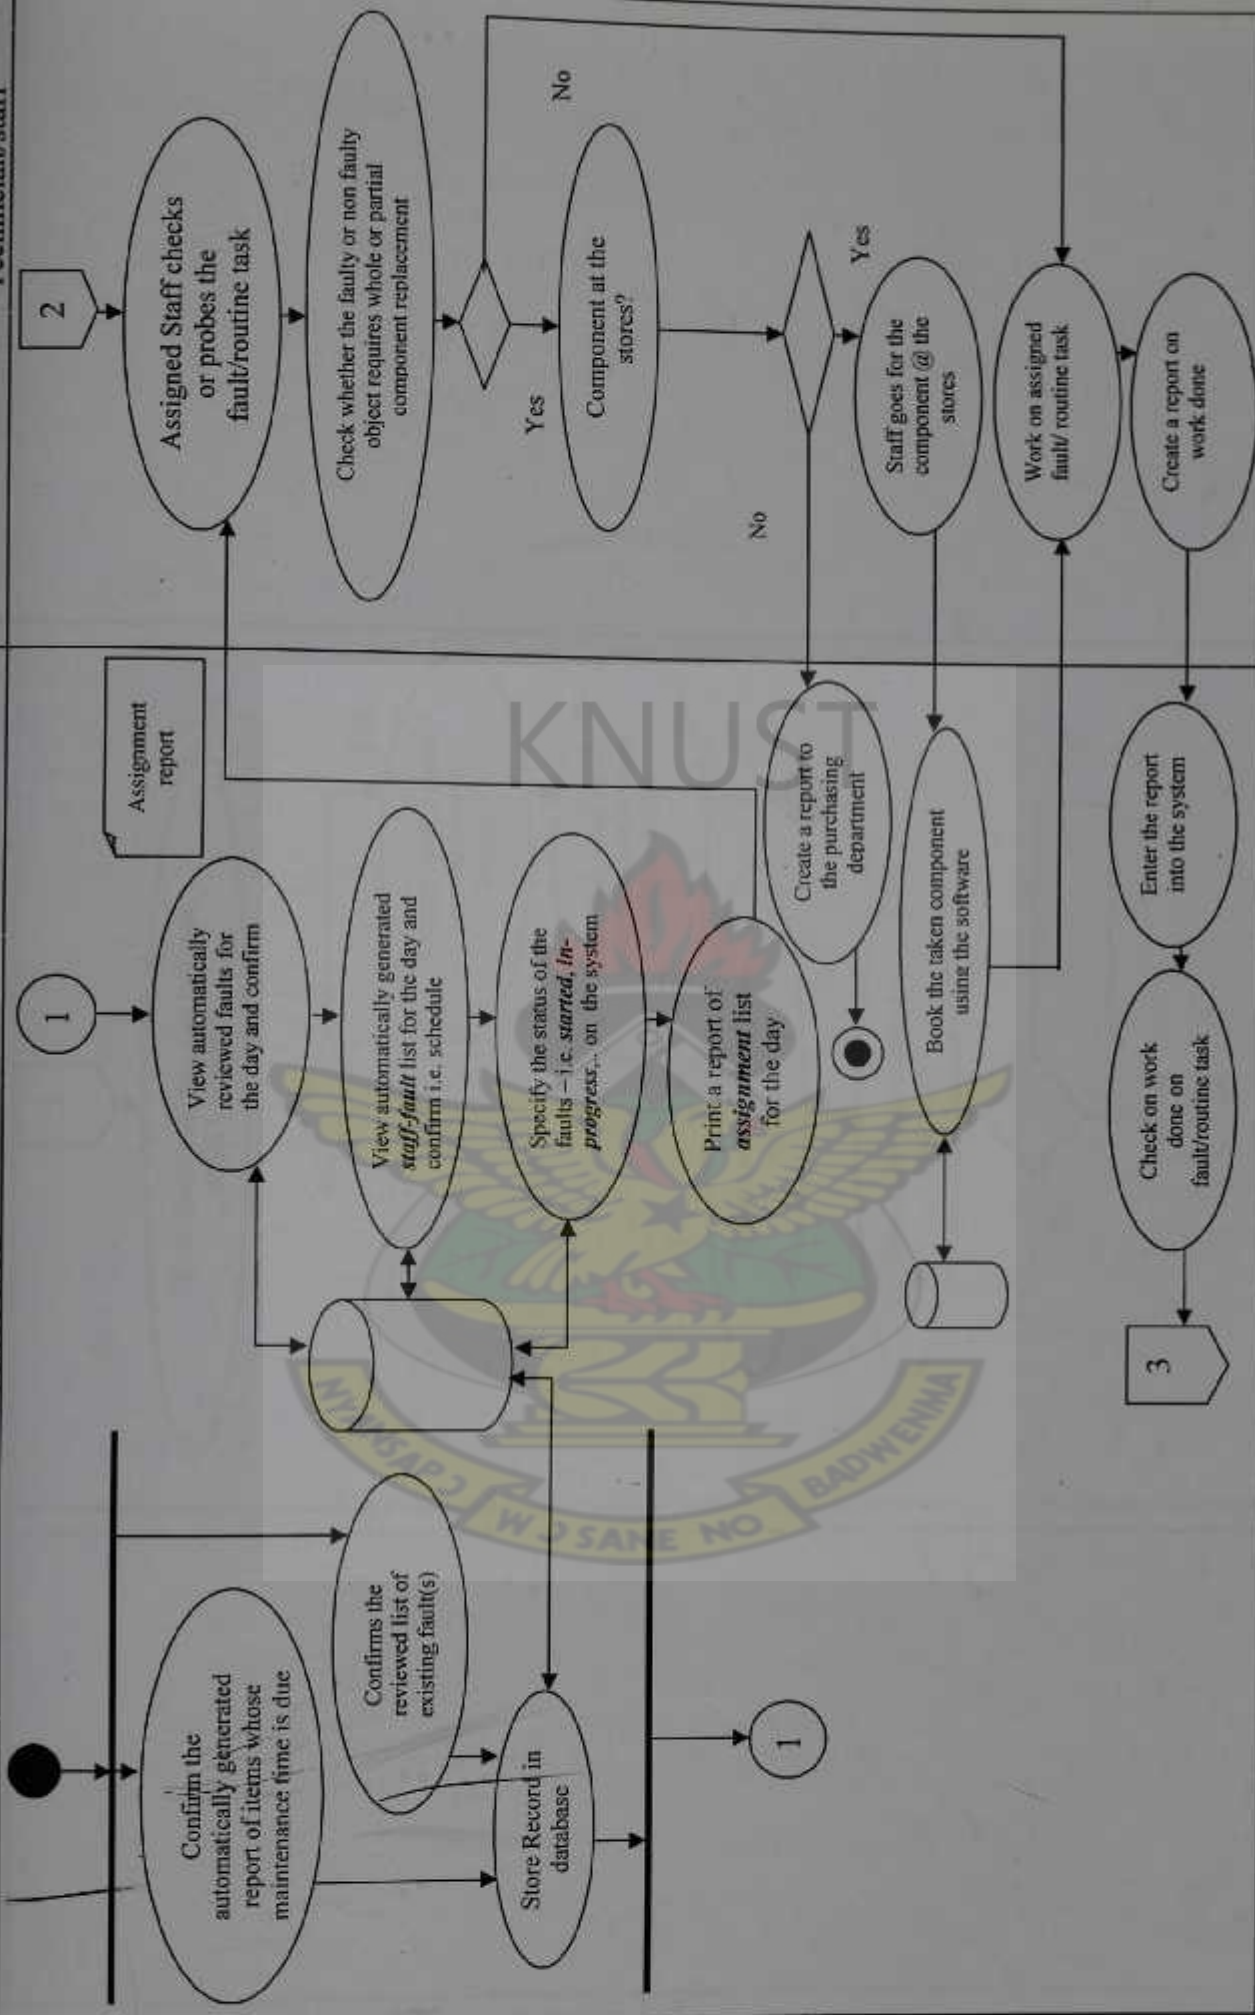 Confirm the
automatically generated
report of items whose
maintenance time is due
Confirms the
reviewed list of
existing fault(s)
Store Record in
database
1
1
View automatically
reviewed faults for
the day and confirm
View automatically generated
staff-fault list for the day and
confirm i.e. schedule
Specify the status of the
faults – i.e. started, in-
progress,.. on the system
Print a report of
assignment list
for the day
Assignment
report
Create a report to
the purchasing
department
Book the taken component
using the software
Enter the report
into the system
Check on work
done on
fault/routine task
3
2
Assigned Staff checks
or probes the
fault/routine task
Check whether the faulty or non faulty
object requires whole or partial
component replacement
No
Yes
Component at the
stores?
No
Yes
Staff goes for the
component @ the
stores
Work on assigned
fault/ routine task
Create a report on
work done
KNUST
NYANSAPƆ
WƆSANE NO
BADWENMA